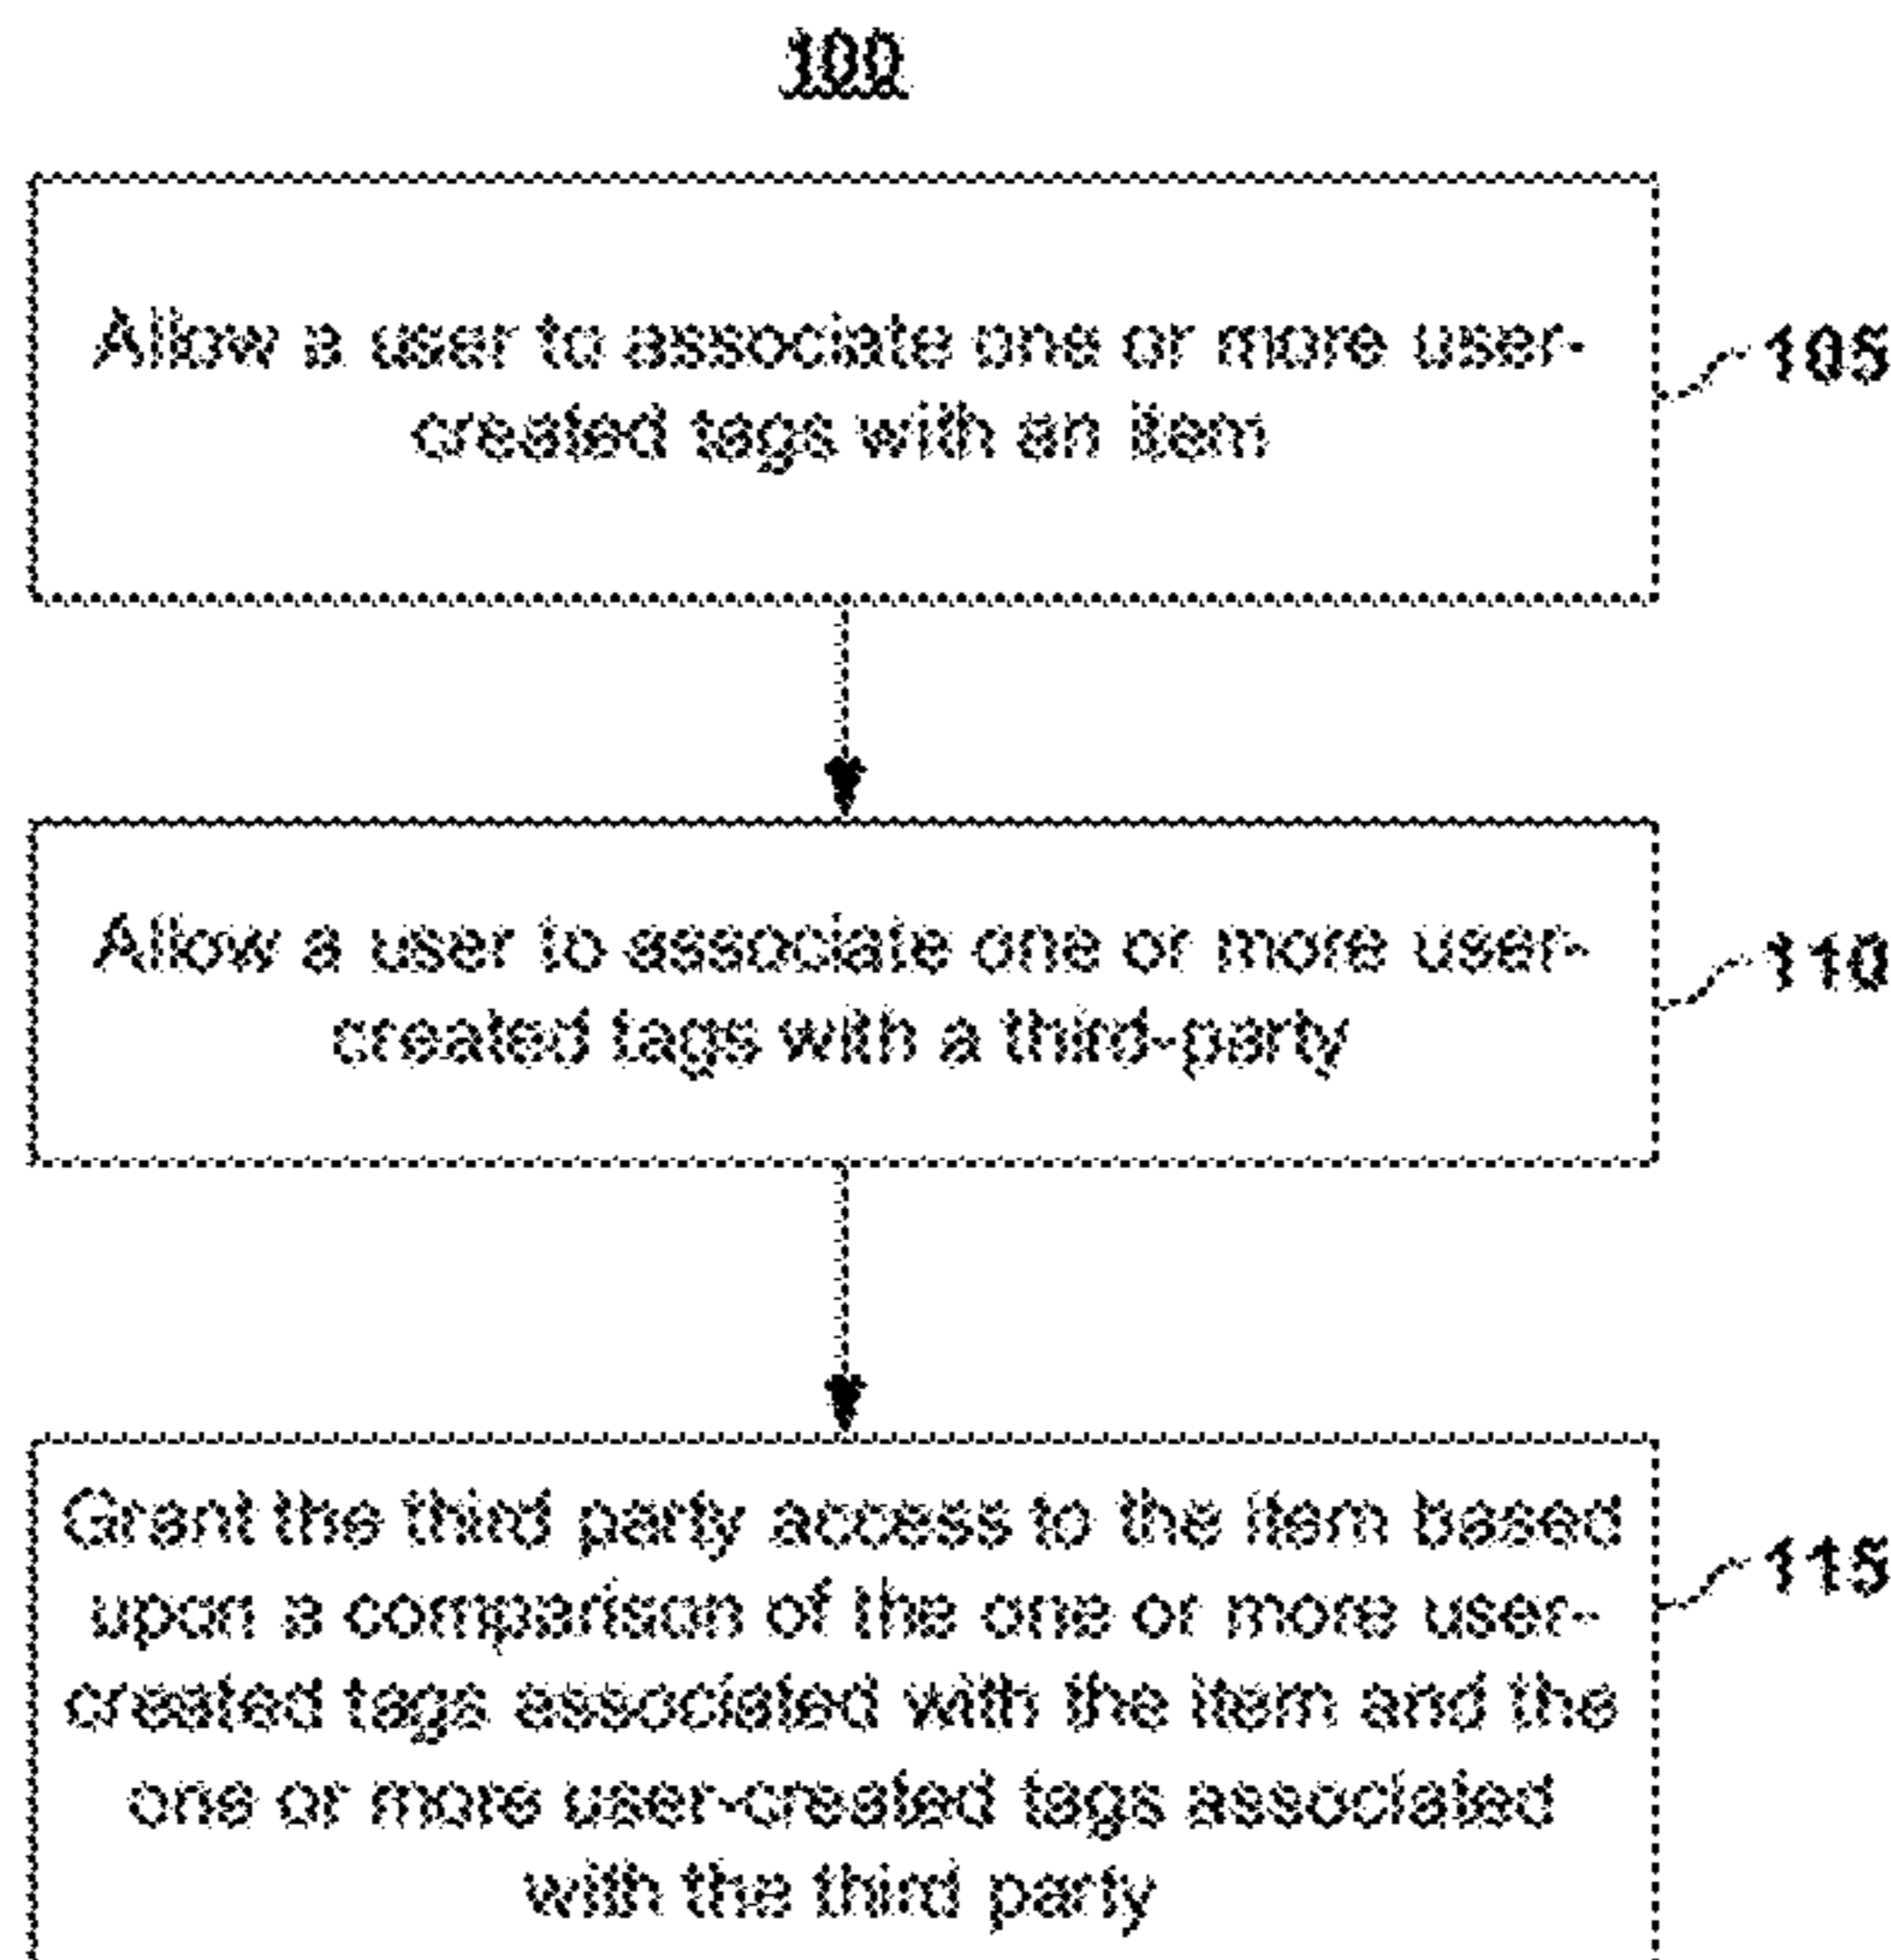 100
Allow a user to associate one or more user-
created tags with an item
105
Allow a user to associate one or more user-
created tags with a third-party
110
Grant the third party access to the item based
upon a comparison of the one or more user-
created tags associated with the item and the
one or more user-created tags associated
with the third party
115